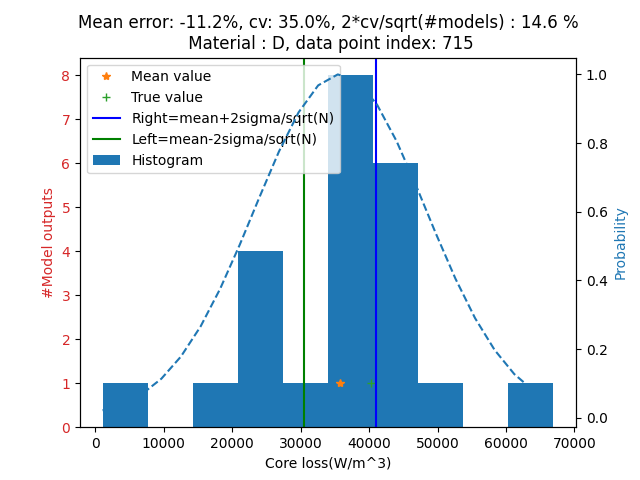 Mean error: -11.2%, cv: 35.0%, 2*cv/sqrt(#models) : 14.6 %
Material : D, data point index: 715
Mean value
True value
Right=mean+2sigma/sqrt(N)
Left=mean-2sigma/sqrt(N)
Histogram
#Model outputs
8
7
6
5
4
3
2
1
0
1.0
0.8
0.6
0.4
0.2
0.0
Probability
0 10000 20000 30000 40000 50000 60000 70000
Core loss(W/m^3)